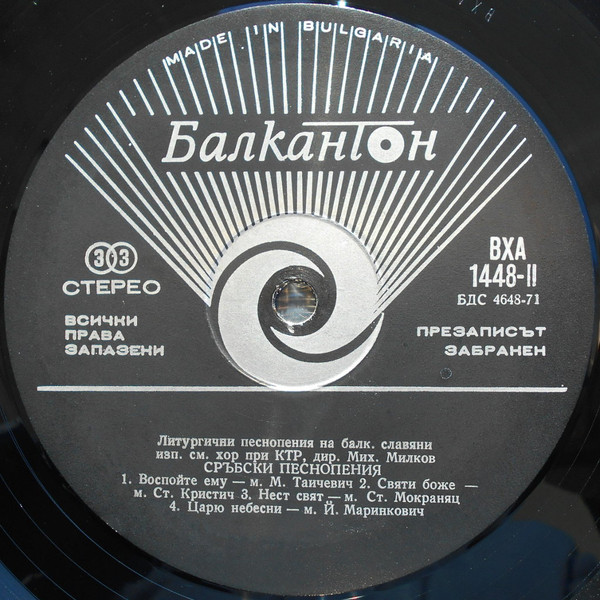 MADE IN BULGARIA
Балкантон
33
СТЕРЕО
ВСИЧКИ
ПРАВА
ЗАПАЗЕНИ
ВХА
1448-II
БДС 4648-71
ПРЕЗАПИСЪТ
ЗАБРАНЕН
Литургични песнопения на балк. славяни
изп. см. хор при КТР, дир. Мих. Милков
СРЪБСКИ ПЕСНОПЕНИЯ
1. Воспойте ему — м. М. Таичевич 2. Святи боже —
м. Ст. Кристич 3. Нест свят — м. Ст. Мокраняц
4. Царю небесни — м. Й. Маринкович